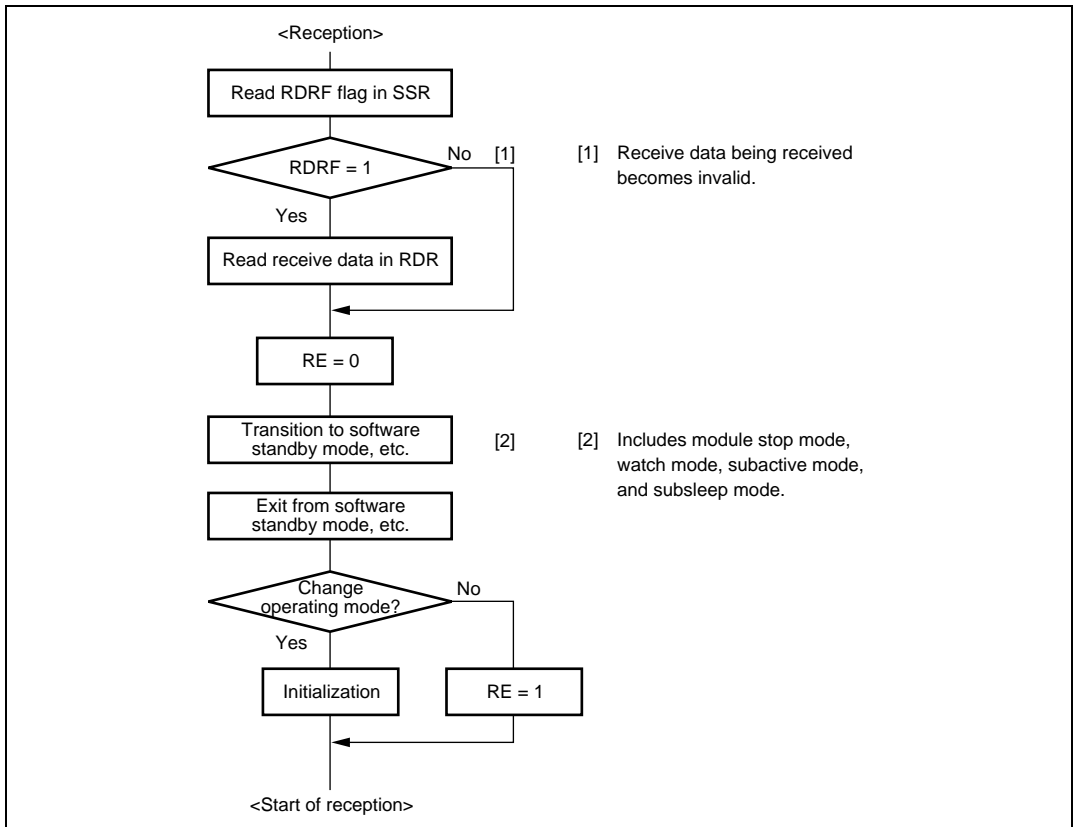 <Reception>
Read RDRF flag in SSR
No [1]
RDRF = 1
[1] Receive data being received
becomes invalid.
Yes
Read receive data in RDR
RE = 0
Transition to software
standby mode, etc.
[2]
[2] Includes module stop mode,
watch mode, subactive mode,
and subsleep mode.
Exit from software
standby mode, etc.
Change
operating mode?
No
Yes
Initialization
RE = 1
<Start of reception>